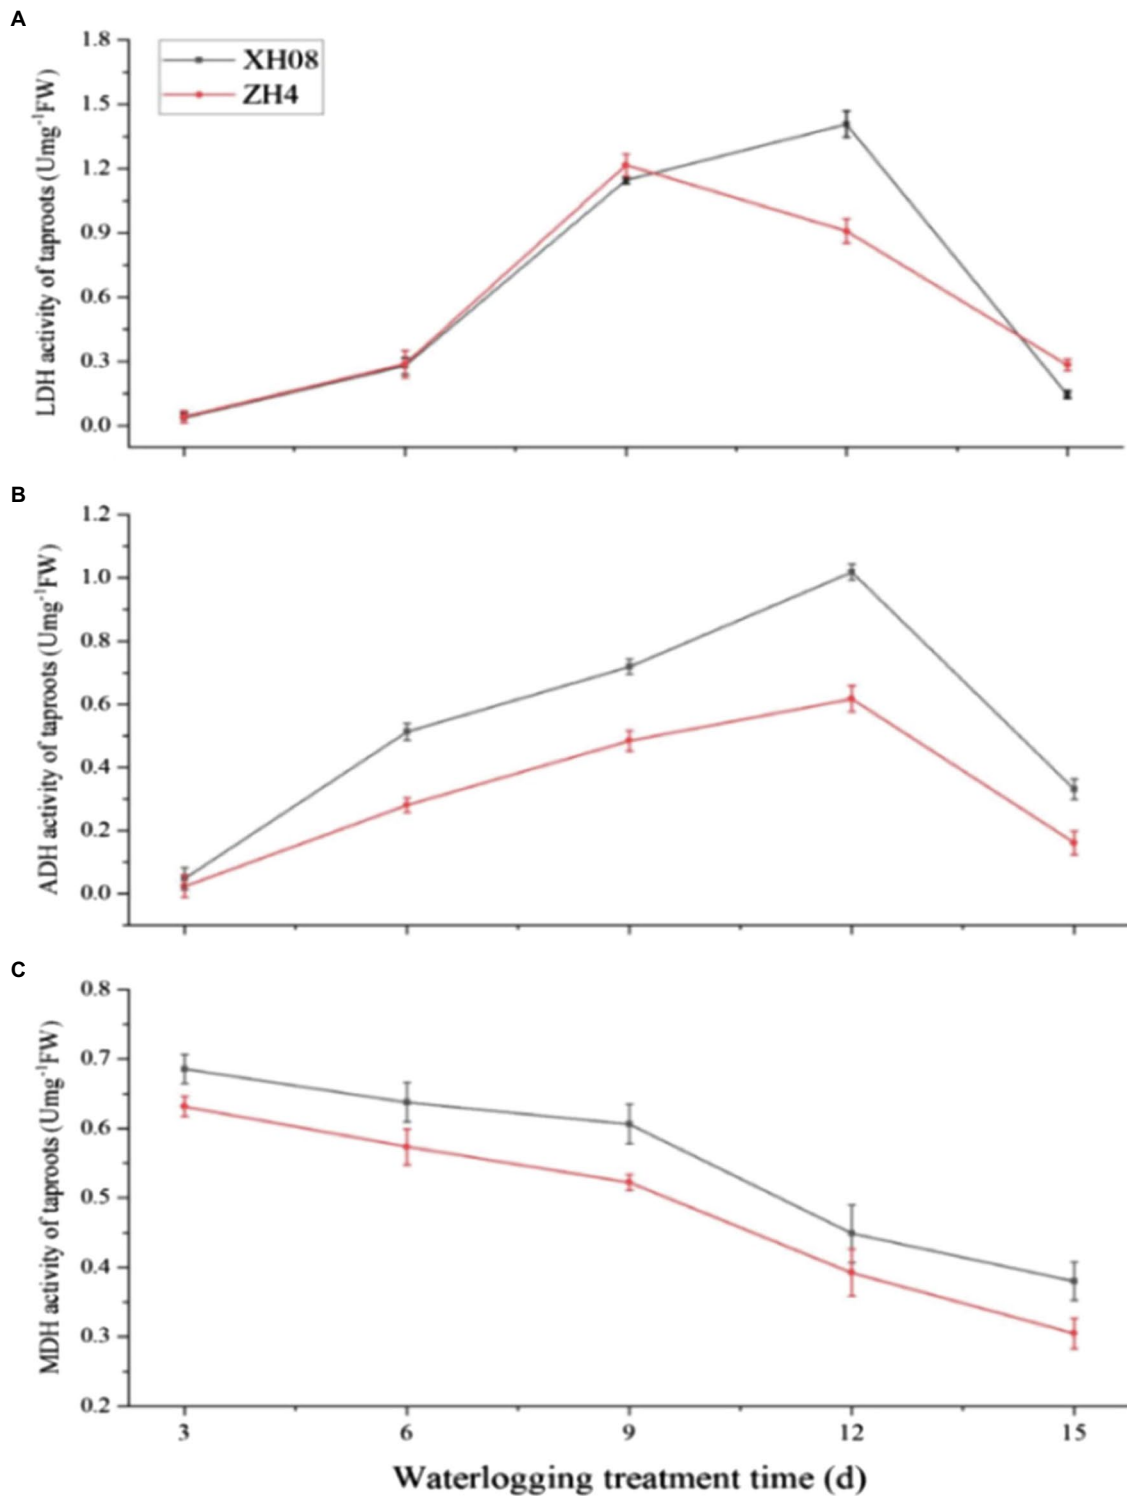 A
1.8
1.5
1.2
0.9
0.6
0.3
0.0
LDH activity of taproots (Umg⁻¹FW)
XH08
ZH4
B
1.2
1.0
0.8
0.6
0.4
0.2
0.0
ADH activity of taproots (Umg⁻¹FW)
C
0.8
0.7
0.6
0.5
0.4
0.3
0.2
MDH activity of taproots (Umg⁻¹FW)
3 6 9 12 15
Waterlogging treatment time (d)